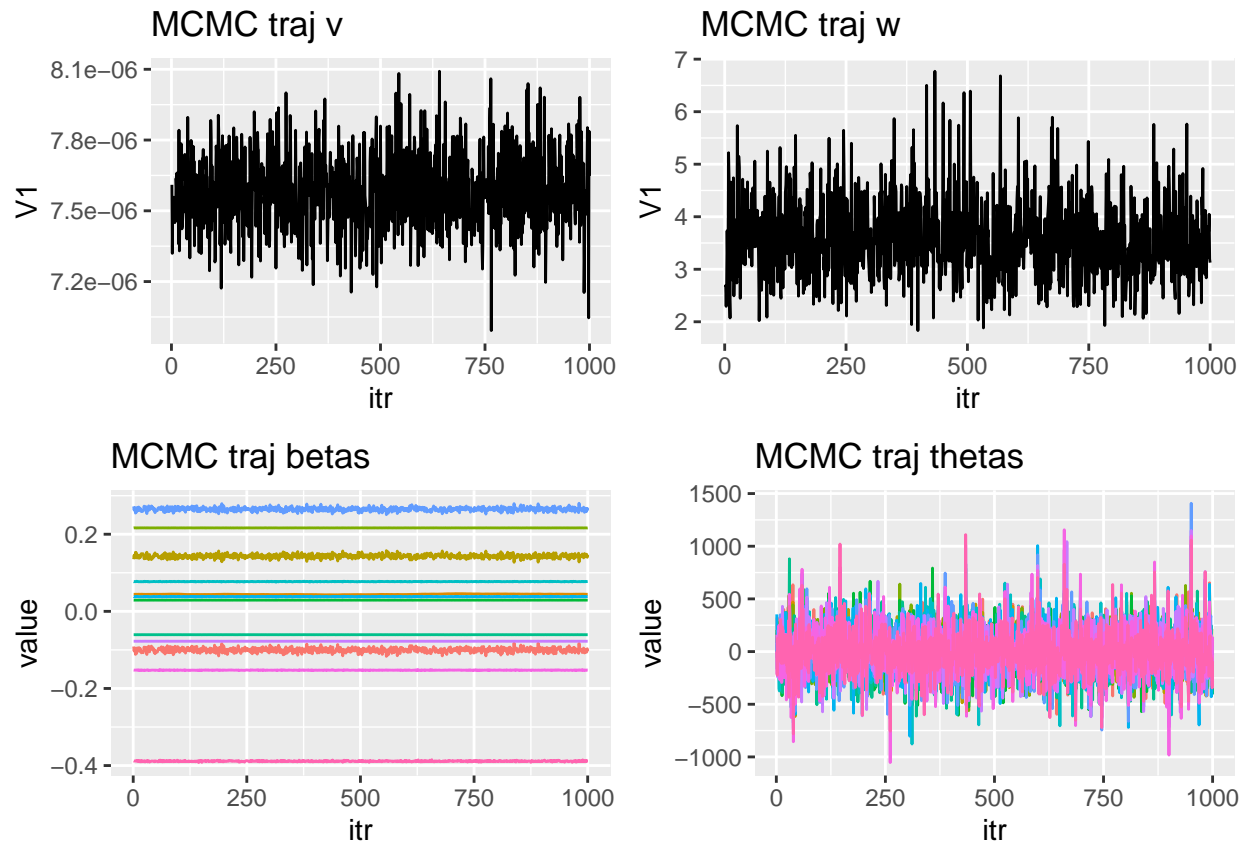 MCMC traj v
8.1e−06
7.8e−06
7.5e−06
7.2e−06
V1
0 250 500 750 1000
itr
MCMC traj w
7
6
5
4
3
2
V1
0 250 500 750 1000
itr
MCMC traj betas
0.2
0.0
−0.2
−0.4
value
0 250 500 750 1000
itr
MCMC traj thetas
1500
1000
500
0
−500
−1000
value
0 250 500 750 1000
itr